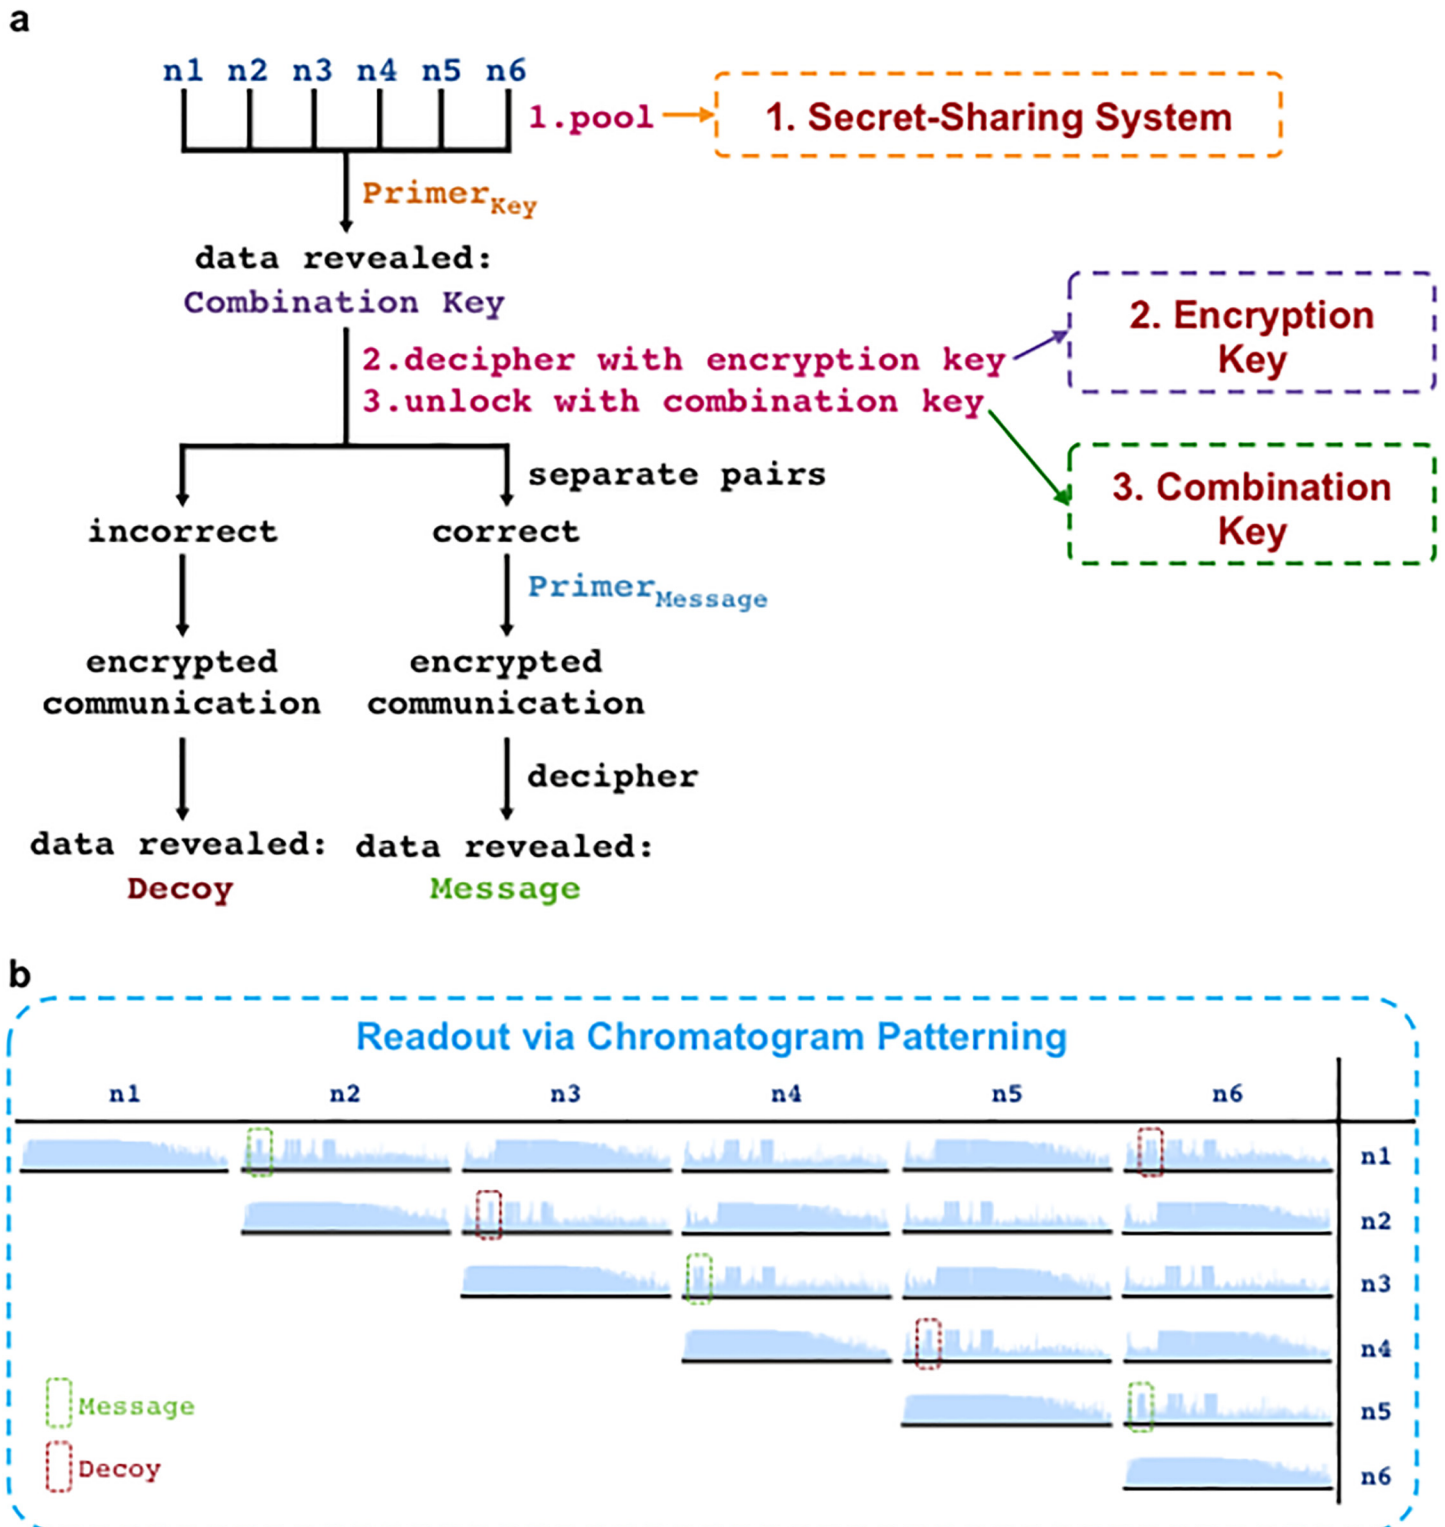 a
n1 n2 n3 n4 n5 n6
1.pool
1. Secret-Sharing System
Primer_Key
data revealed:
Combination Key
2.decipher with encryption key
3.unlock with combination key
2. Encryption
Key
3. Combination
Key
separate pairs
incorrect correct
Primer_Message
encrypted encrypted
communication communication
decipher
data revealed: data revealed:
Decoy Message
b
Readout via Chromatogram Patterning
n1 n2 n3 n4 n5 n6
n1
n2
n3
n4
n5
n6
Message
Decoy